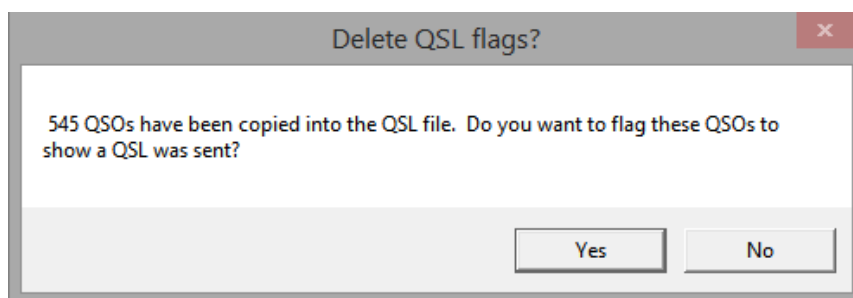 Delete QSL flags?
545 QSOs have been copied into the QSL file.  Do you want to flag these QSOs to
show a QSL was sent?
Yes
No